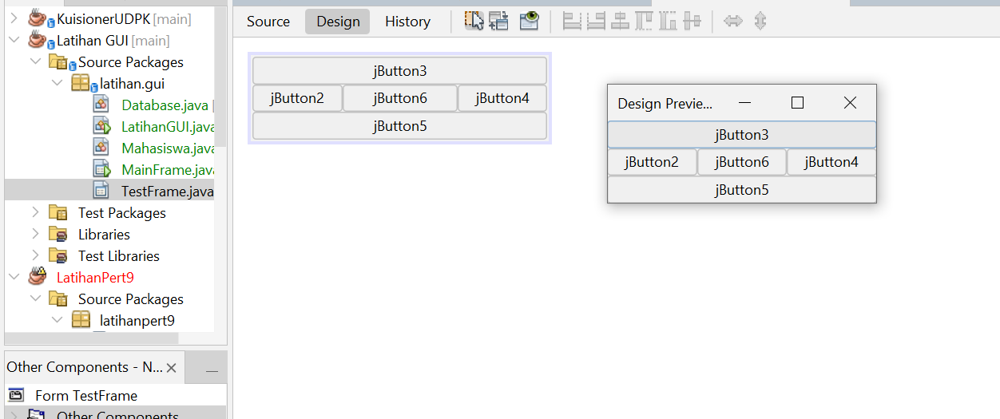 KuisionerUDPK [main]
Latihan GUI [main]
Source Packages
latihan.gui
Database.java [
LatihanGUI.java
Mahasiswa.java
MainFrame.java
TestFrame.java
Test Packages
Libraries
Test Libraries
LatihanPert9
Source Packages
latihanpert9
Other Components - N...
Form TestFrame
Other Components
Source Design History
jButton3
jButton2 jButton6 jButton4
jButton5
Design Previe...
jButton3
jButton2 jButton6 jButton4
jButton5